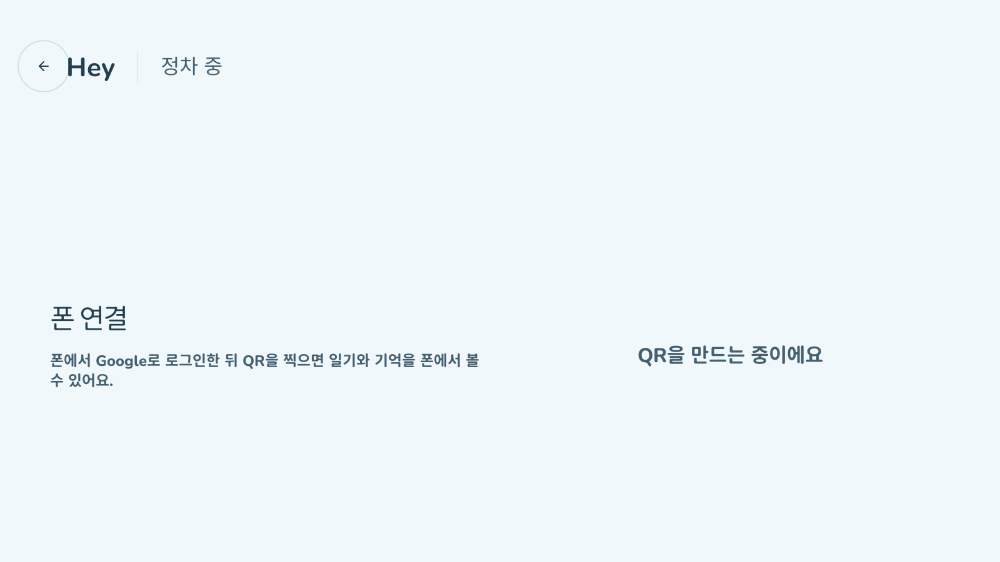 Hey
정차 중
폰 연결
폰에서 Google로 로그인한 뒤 QR을 찍으면 일기와 기억을 폰에서 볼
수 있어요.
QR을 만드는 중이에요